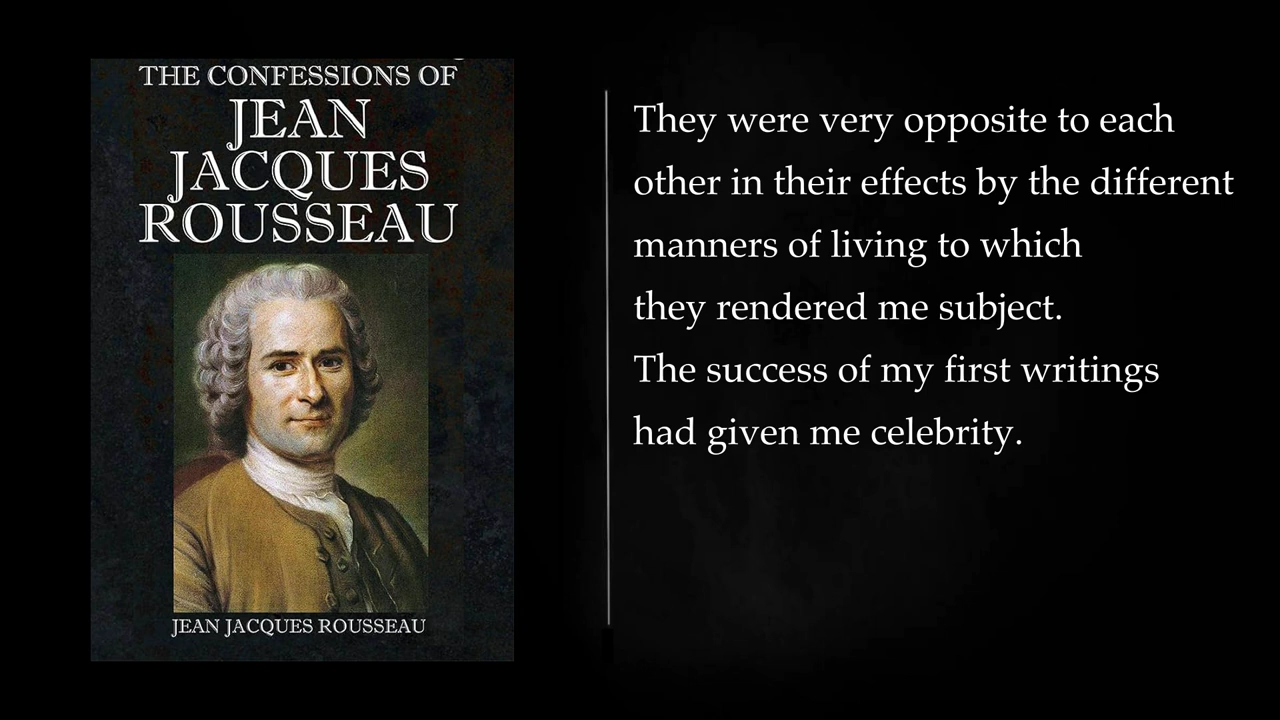 THE CONFESSIONS OF
JEAN
JACQUES
ROUSSEAU
JEAN JACQUES ROUSSEAU
They were very opposite to each
other in their effects by the different
manners of living to which
they rendered me subject.
The success of my first writings
had given me celebrity.